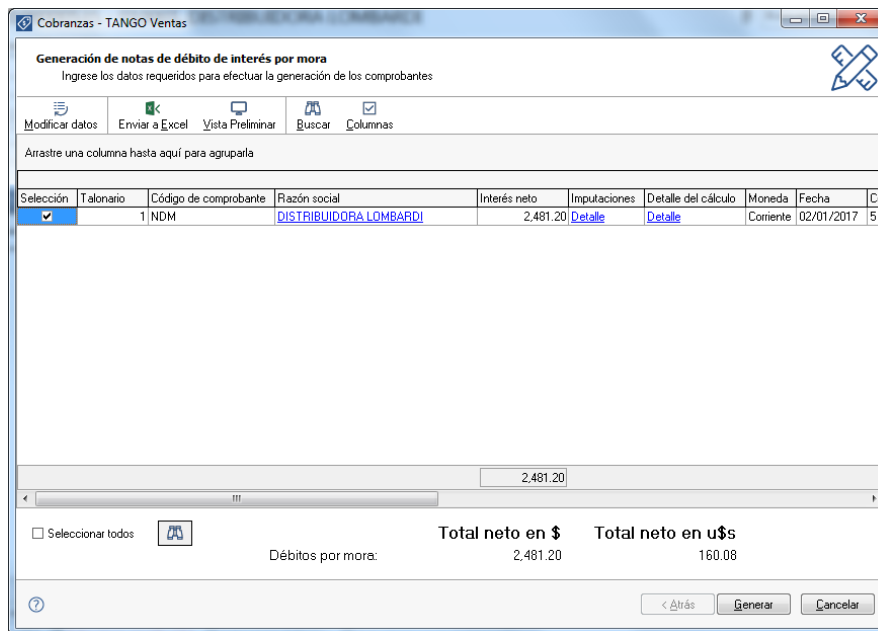 Cobranzas - TANGO Ventas
Generación de notas de débito de interés por mora
Ingrese los datos requeridos para efectuar la generación de los comprobantes
Modificar datos Enviar a Excel Vista Preliminar Buscar Columnas
Arrastre una columna hasta aquí para agruparla
Selección Talonario Código de comprobante Razón social Interés neto Imputaciones Detalle del cálculo Moneda Fecha C
1 NDM DISTRIBUIDORA LOMBARDI 2,481.20 Detalle Detalle Corriente 02/01/2017 5
2,481.20
Seleccionar todos Total neto en $ Total neto en u$s
Débitos por mora: 2,481.20 160.08
< Atrás Generar Cancelar